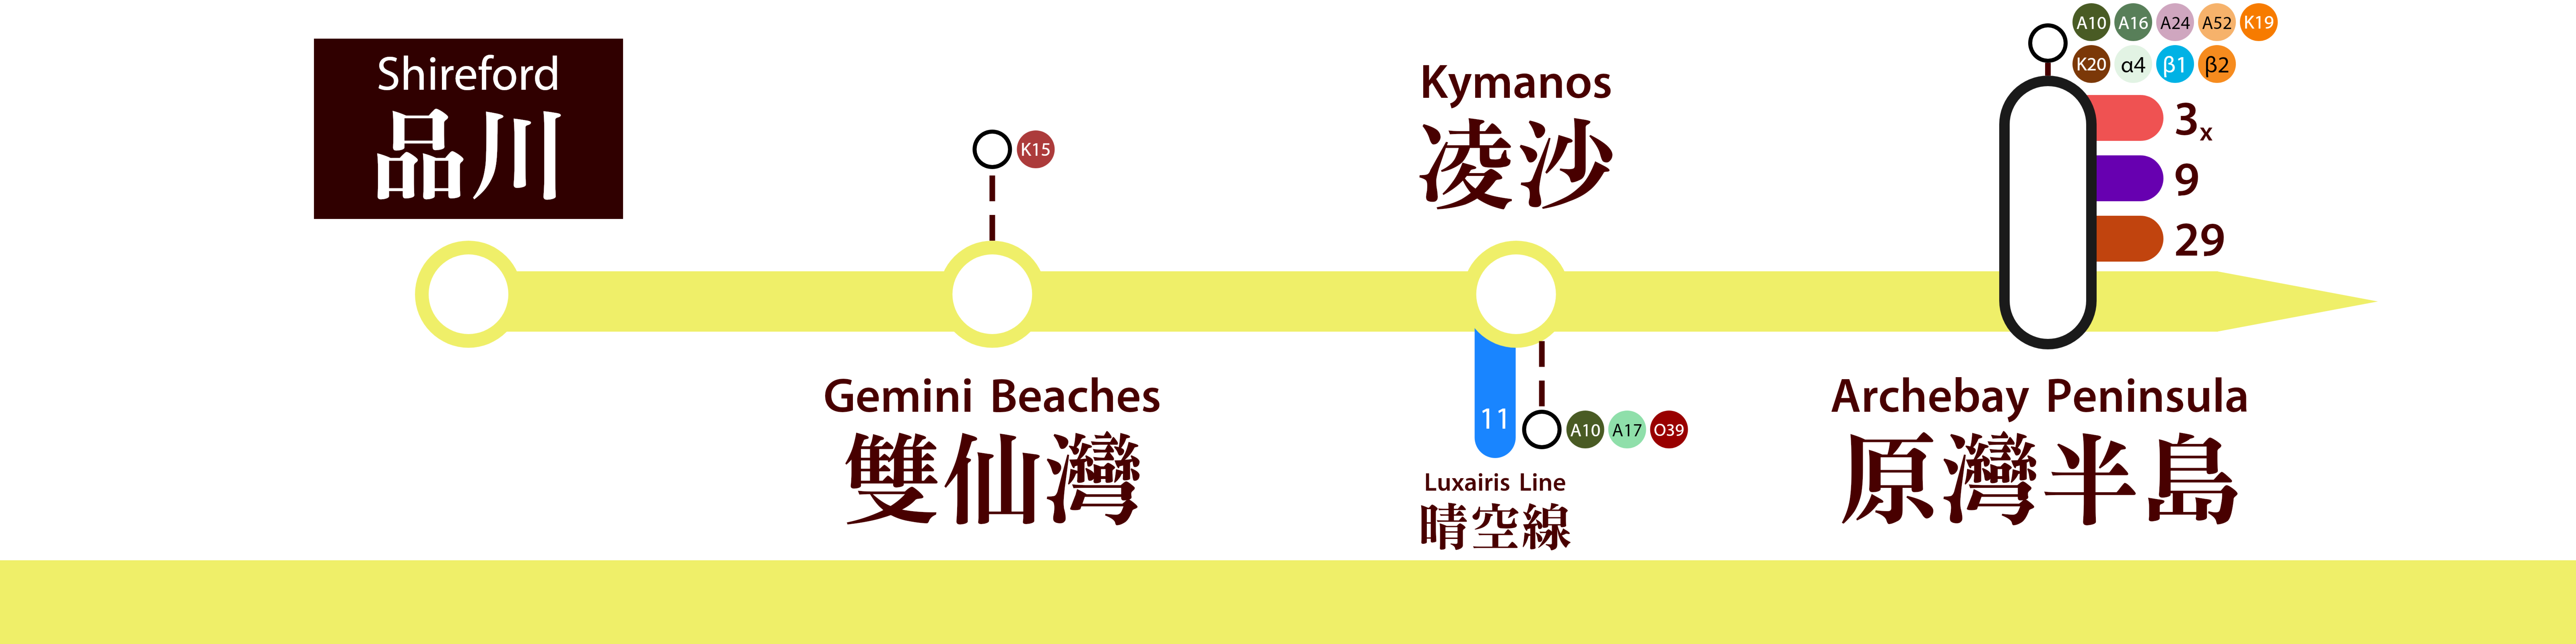 Shireford
品川
K15
Gemini Beaches
雙仙灣
Kymanos
凌沙
11
A10 A17 O39
Luxairis Line
晴空線
A10 A16 A24 A52 K19
K20 α4 β1 β2
3x
9
29
Archebay Peninsula
原灣半島